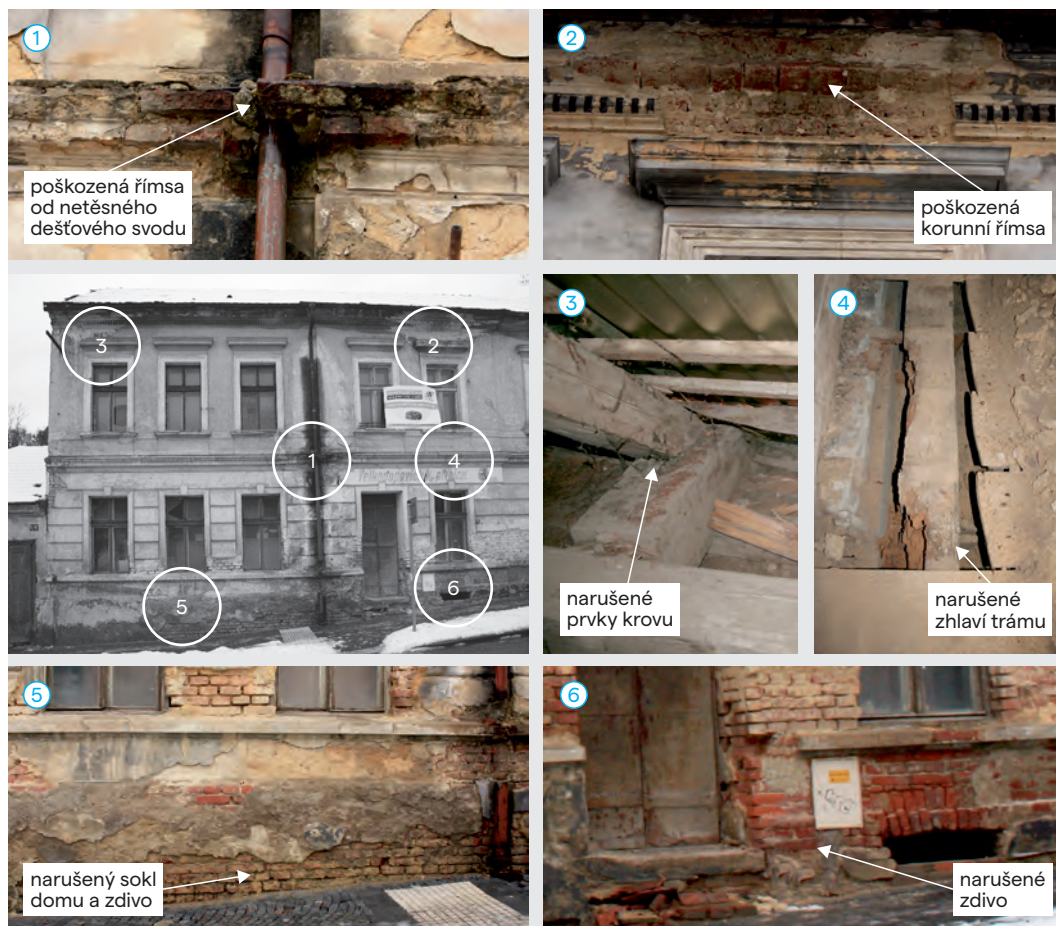 1
poškozená římsa
od netěsného
dešťového svodu
2
poškozená
korunní římsa
3
2
1
4
5
6
3
narušené
prvky krovu
4
narušené
zhlaví trámu
5
narušený sokl
domu a zdivo
6
narušené
zdivo